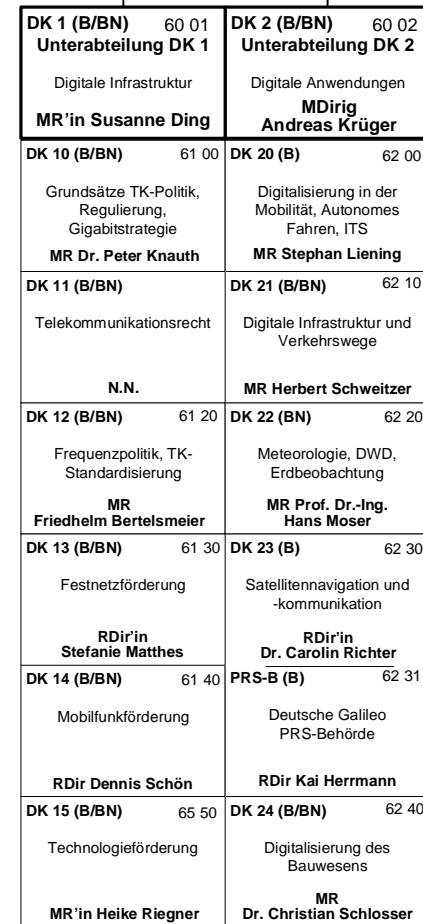 DK 1 (B/BN) 60 01
Unterabteilung DK 1
Digitale Infrastruktur
MR'in Susanne Ding
DK 2 (B/BN) 60 02
Unterabteilung DK 2
Digitale Anwendungen
MDirig
Andreas Krüger
DK 10 (B/BN) 61 00
Grundsätze TK-Politik,
Regulierung,
Gigabitstrategie
MR Dr. Peter Knauth
DK 20 (B) 62 00
Digitalisierung in der
Mobilität, Autonomes
Fahren, ITS
MR Stephan Liening
DK 11 (B/BN)
Telekommunikationsrecht
N.N.
DK 21 (B/BN) 62 10
Digitale Infrastruktur und
Verkehrswege
MR Herbert Schweitzer
DK 12 (B/BN) 61 20
Frequenzpolitik, TK-
Standardisierung
MR
Friedhelm Bertelsmeier
DK 22 (BN) 62 20
Meteorologie, DWD,
Erdbeobachtung
MR Prof. Dr.-Ing.
Hans Moser
DK 13 (B/BN) 61 30
Festnetzförderung
RDir'in
Stefanie Matthes
DK 23 (B) 62 30
Satellitennavigation und
-kommunikation
RDir'in
Dr. Carolin Richter
DK 14 (B/BN) 61 40
Mobilfunkförderung
RDir Dennis Schön
PRS-B (B) 62 31
Deutsche Galileo
PRS-Behörde
RDir Kai Herrmann
DK 15 (B/BN) 65 50
Technologieförderung
MR'in Heike Riegner
DK 24 (B/BN) 62 40
Digitalisierung des
Bauwesens
MR
Dr. Christian Schlosser